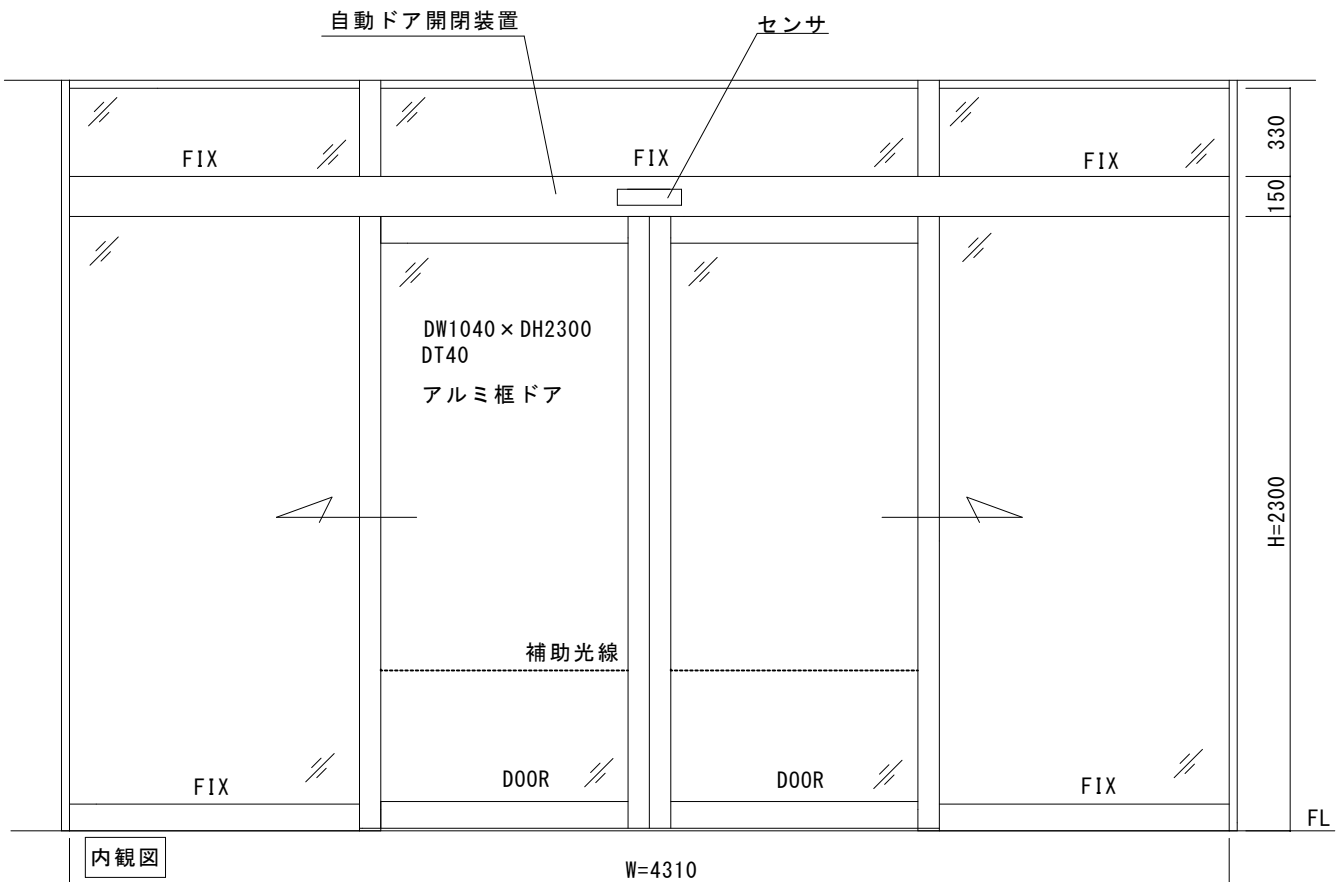 自動ドア開閉装置
センサ
FIX
FIX
FIX
330
150
DW1040×DH2300
DT40
アルミ框ドア
H=2300
補助光線
FIX
DOOR
DOOR
FIX
FL
内観図
W=4310